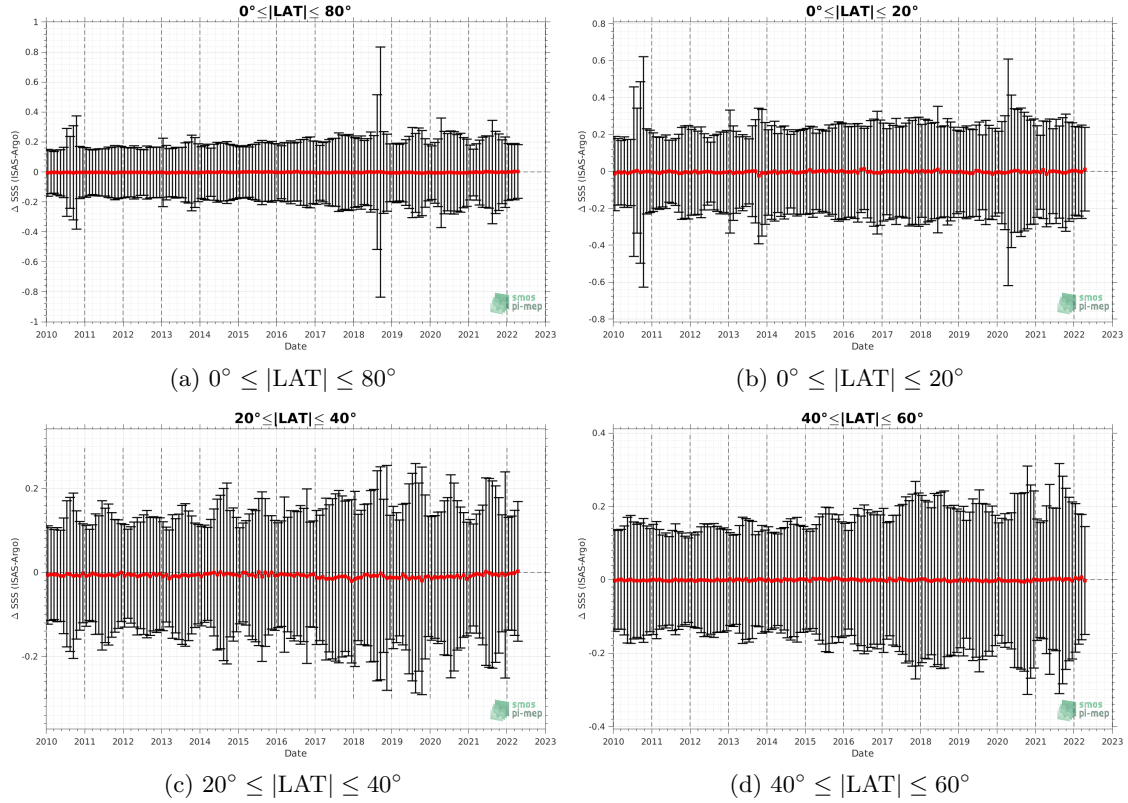 0°≤|LAT|≤ 80°
Δ SSS (ISAS-Argo)
1
0.8
0.6
0.4
0.2
0
-0.2
-0.4
-0.6
-0.8
-1
2010 2011 2012 2013 2014 2015 2016 2017 2018 2019 2020 2021 2022 2023
Date
smos
pi-mep
(a) 0° ≤ |LAT| ≤ 80°
0°≤|LAT|≤ 20°
Δ SSS (ISAS-Argo)
0.8
0.6
0.4
0.2
0
-0.2
-0.4
-0.6
-0.8
2010 2011 2012 2013 2014 2015 2016 2017 2018 2019 2020 2021 2022 2023
Date
smos
pi-mep
(b) 0° ≤ |LAT| ≤ 20°
20°≤|LAT|≤ 40°
Δ SSS (ISAS-Argo)
0.2
0
-0.2
2010 2011 2012 2013 2014 2015 2016 2017 2018 2019 2020 2021 2022 2023
Date
smos
pi-mep
(c) 20° ≤ |LAT| ≤ 40°
40°≤|LAT|≤ 60°
Δ SSS (ISAS-Argo)
0.4
0.2
0
-0.2
-0.4
2010 2011 2012 2013 2014 2015 2016 2017 2018 2019 2020 2021 2022 2023
Date
smos
pi-mep
(d) 40° ≤ |LAT| ≤ 60°